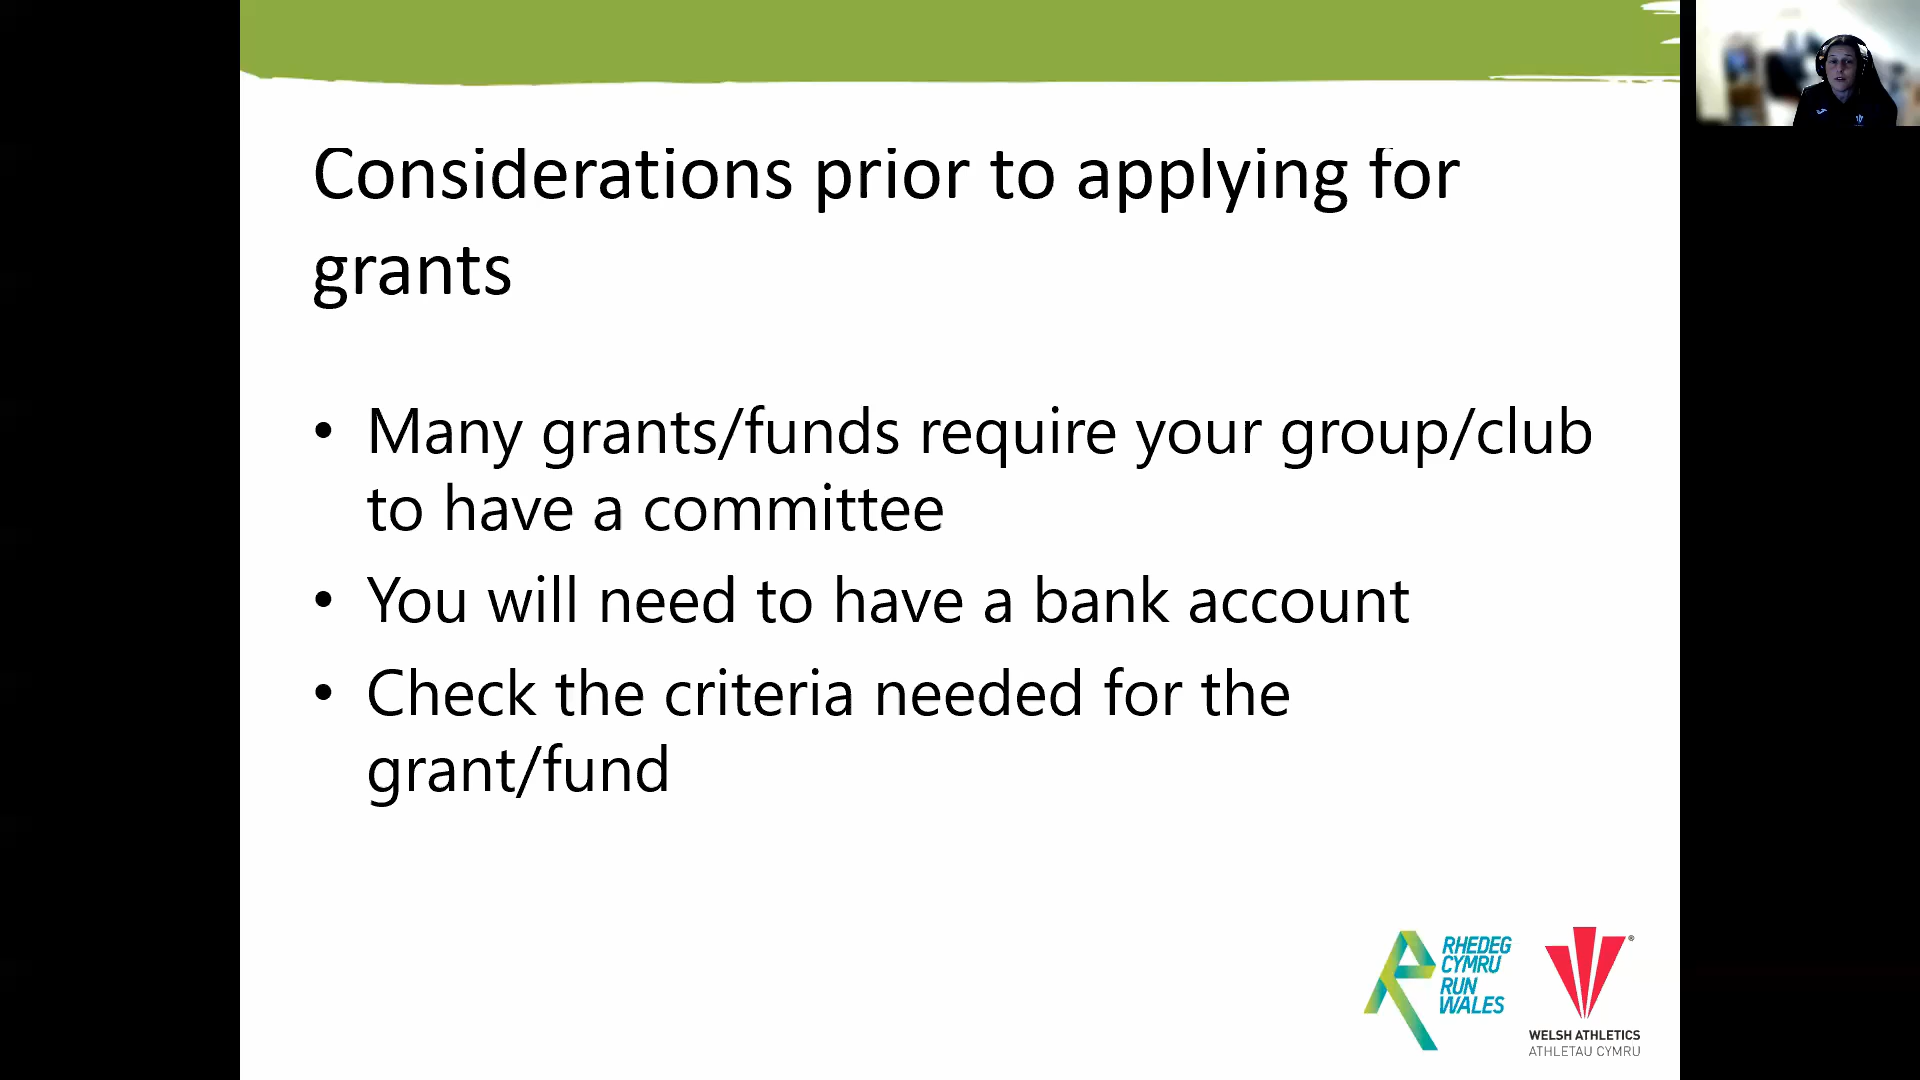 Considerations prior to applying for
grants
• Many grants/funds require your group/club
to have a committee
• You will need to have a bank account
• Check the criteria needed for the
grant/fund
RHEDEG
CYMRU
RUN
WALES
®
WELSH ATHLETICS
ATHLETAU CYMRU